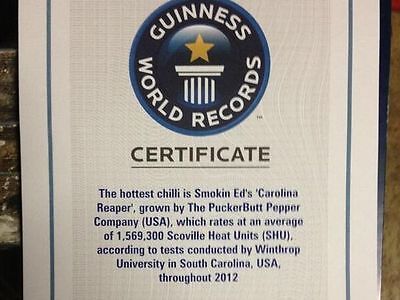 GUINNESS
WORLD RECORDS
TM
CERTIFICATE
The hottest chilli is Smokin Ed's 'Carolina
Reaper', grown by The PuckerButt Pepper
Company (USA), which rates at an average
of 1,569,300 Scoville Heat Units (SHU),
according to tests conducted by Winthrop
University in South Carolina, USA,
throughout 2012